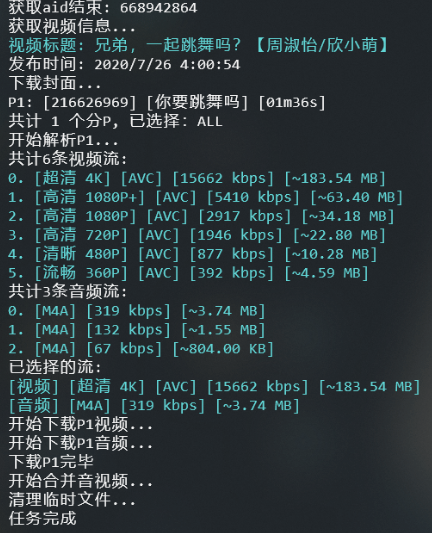 获取aid结束: 668942864
获取视频信息...
视频标题: 兄弟, 一起跳舞吗? 【周淑怡/欣小萌】
发布时间: 2020/7/26 4:00:54
下载封面...
P1: [216626969] [你要跳舞吗] [01m36s]
共计 1 个分P, 已选择: ALL
开始解析P1...
共计6条视频流:
0. [超清 4K] [AVC] [15662 kbps] [~183.54 MB]
1. [高清 1080P+] [AVC] [5410 kbps] [~63.40 MB]
2. [高清 1080P] [AVC] [2917 kbps] [~34.18 MB]
3. [高清 720P] [AVC] [1946 kbps] [~22.80 MB]
4. [清晰 480P] [AVC] [877 kbps] [~10.28 MB]
5. [流畅 360P] [AVC] [392 kbps] [~4.59 MB]
共计3条音频流:
0. [M4A] [319 kbps] [~3.74 MB]
1. [M4A] [132 kbps] [~1.55 MB]
2. [M4A] [67 kbps] [~804.00 KB]
已选择的流:
[视频] [超清 4K] [AVC] [15662 kbps] [~183.54 MB]
[音频] [M4A] [319 kbps] [~3.74 MB]
开始下载P1视频...
开始下载P1音频...
下载P1完毕
开始合并音视频...
清理临时文件...
任务完成